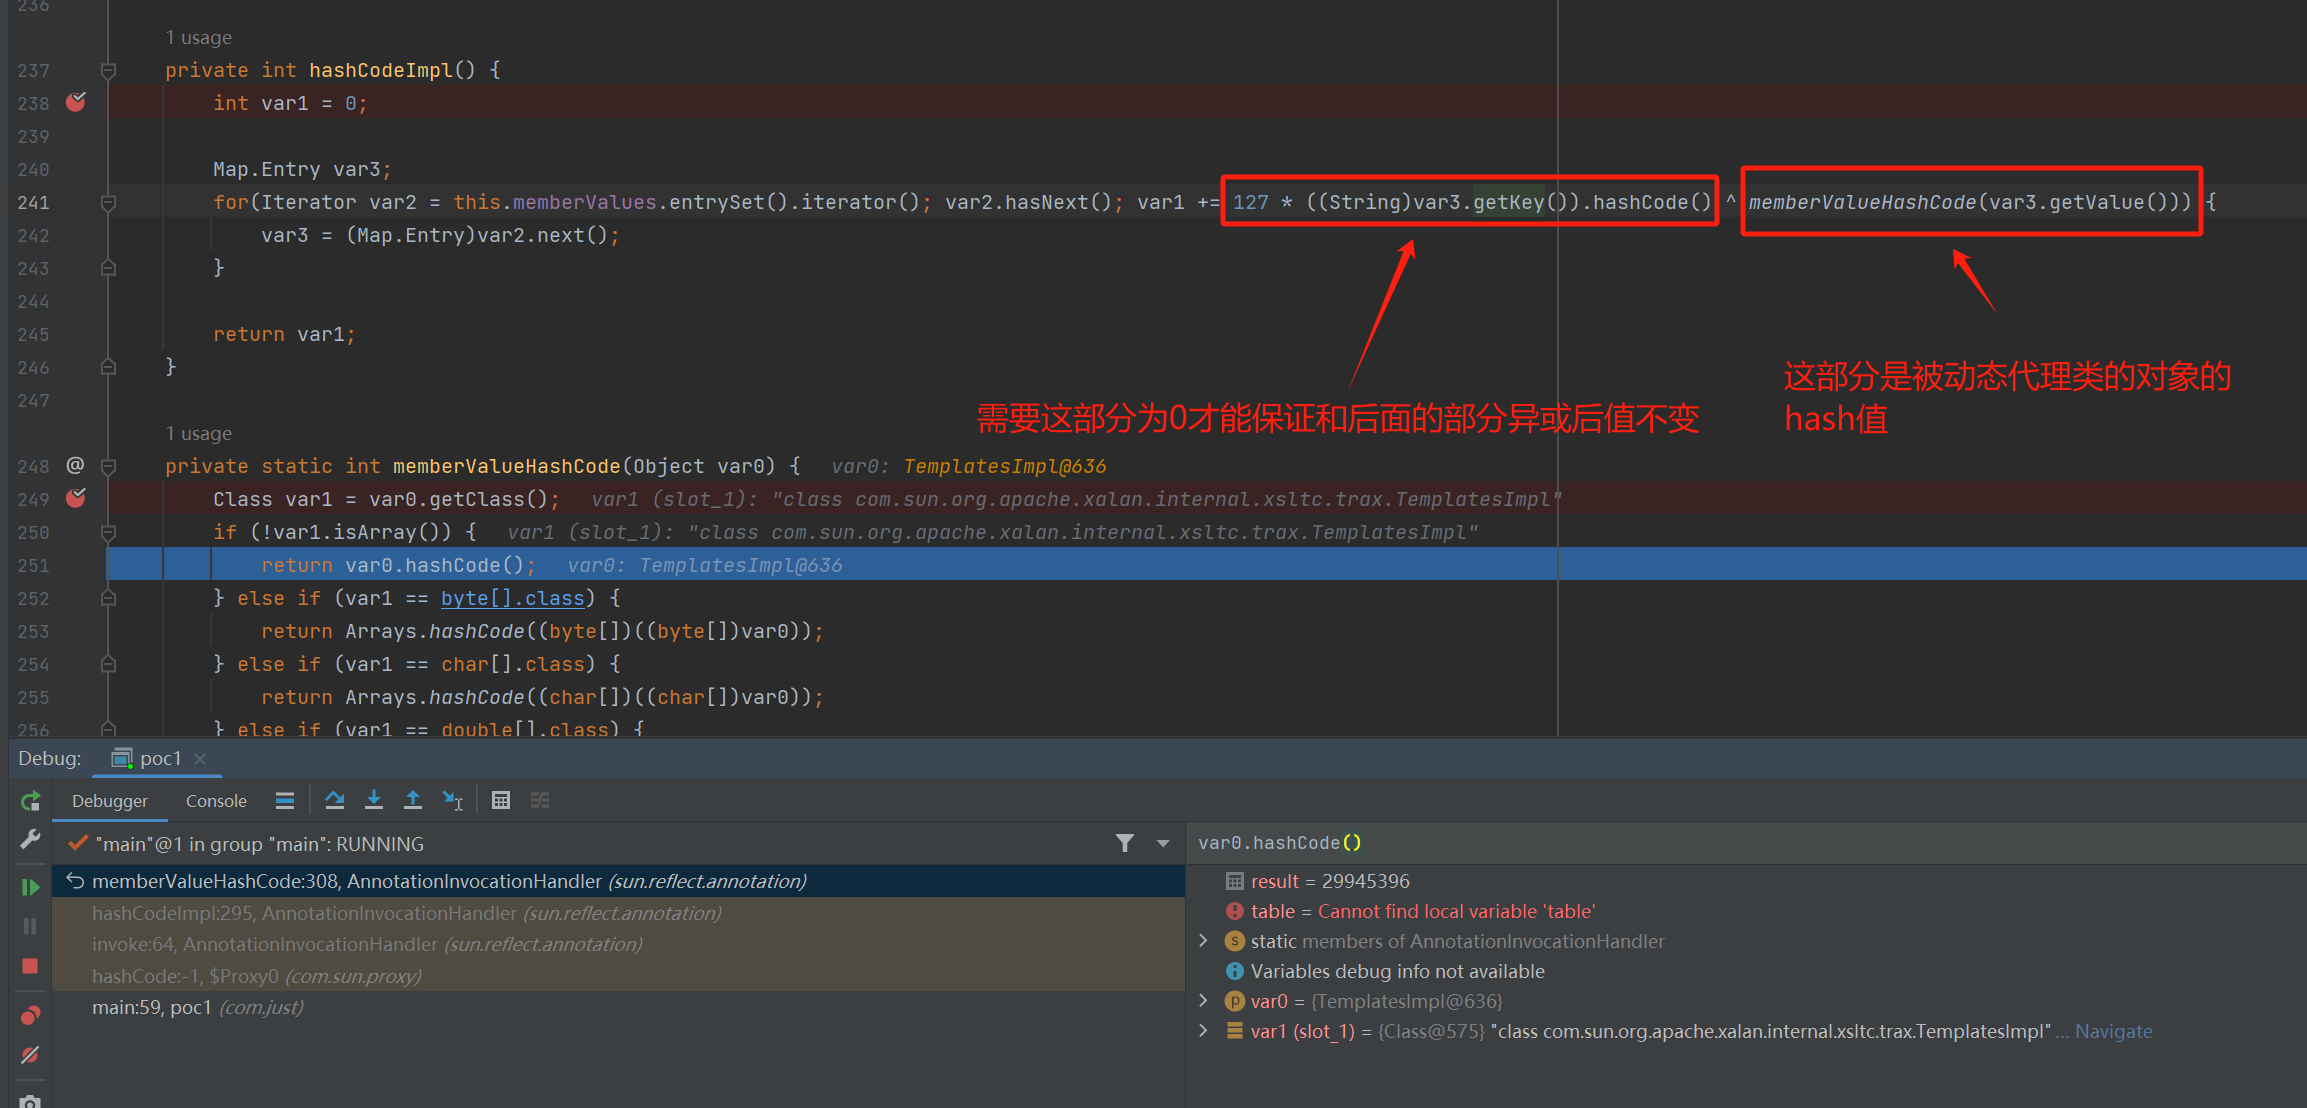 236
1 usage
237 private int hashCodeImpl() {
238 int var1 = 0;
239
240 Map.Entry var3;
241 for(Iterator var2 = this.memberValues.entrySet().iterator(); var2.hasNext(); var1 += 127 * ((String)var3.getKey()).hashCode() ^ memberValueHashCode(var3.getValue())) {
242 var3 = (Map.Entry)var2.next();
243 }
244
245 return var1;
246 }
247
需要这部分为0才能保证和后面的部分异或后值不变
这部分是被动态代理类的对象的
hash值
1 usage
248 @ private static int memberValueHashCode(Object var0) { var0: TemplatesImpl@636
249 Class var1 = var0.getClass(); var1 (slot_1): "class com.sun.org.apache.xalan.internal.xsltc.trax.TemplatesImpl"
250 if (!var1.isArray()) { var1 (slot_1): "class com.sun.org.apache.xalan.internal.xsltc.trax.TemplatesImpl"
251 return var0.hashCode(); var0: TemplatesImpl@636
252 } else if (var1 == byte[].class) {
253 return Arrays.hashCode((byte[])((byte[])var0));
254 } else if (var1 == char[].class) {
255 return Arrays.hashCode((char[])((char[])var0));
256 } else if (var1 == double[].class) {
Debug: poc1
Debugger Console
"main"@1 in group "main": RUNNING
memberValueHashCode:308, AnnotationInvocationHandler (sun.reflect.annotation)
hashCodeImpl:295, AnnotationInvocationHandler (sun.reflect.annotation)
invoke:64, AnnotationInvocationHandler (sun.reflect.annotation)
hashCode:-1, $Proxy0 (com.sun.proxy)
main:59, poc1 (com.just)
var0.hashCode()
result = 29945396
table = Cannot find local variable 'table'
static members of AnnotationInvocationHandler
Variables debug info not available
var0 = {TemplatesImpl@636}
var1 (slot_1) = {Class@575} "class com.sun.org.apache.xalan.internal.xsltc.trax.TemplatesImpl" ... Navigate